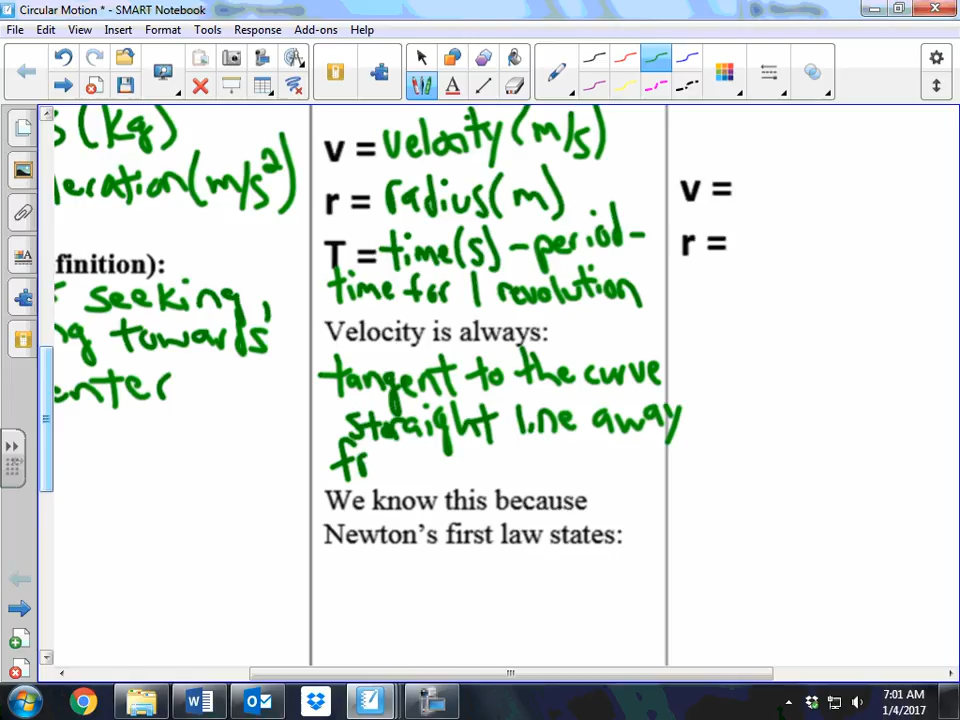 Circular Motion * - SMART Notebook
File Edit View Insert Format Tools Response Add-ons Help
s (kg)
eration (m/s²)
finition):
seeking,
ng towards
enter
v = velocity (m/s)
r = radius (m)
T = time (s) - period -
time for 1 revolution
Velocity is always:
tangent to the curve
straight line away
fr
We know this because
Newton's first law states:
v =
r =
7:01 AM
1/4/2017